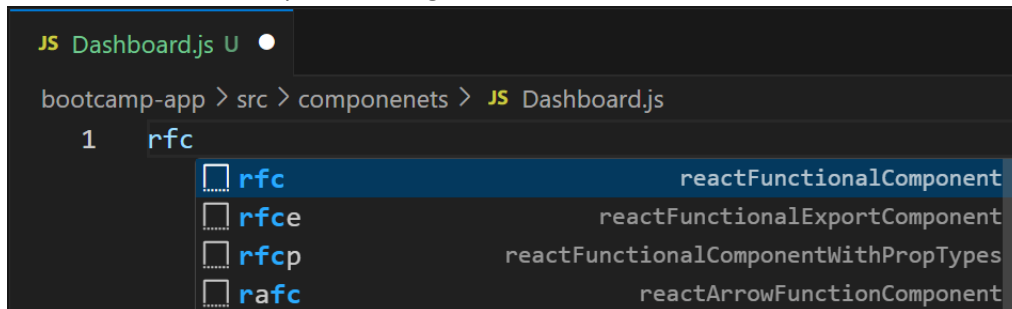 JS Dashboard.js U ●
bootcamp-app > src > componenets > JS Dashboard.js
1 rfc
rfc reactFunctionalComponent
rfce reactFunctionalExportComponent
rfcp reactFunctionalComponentWithPropTypes
rafc reactArrowFunctionComponent